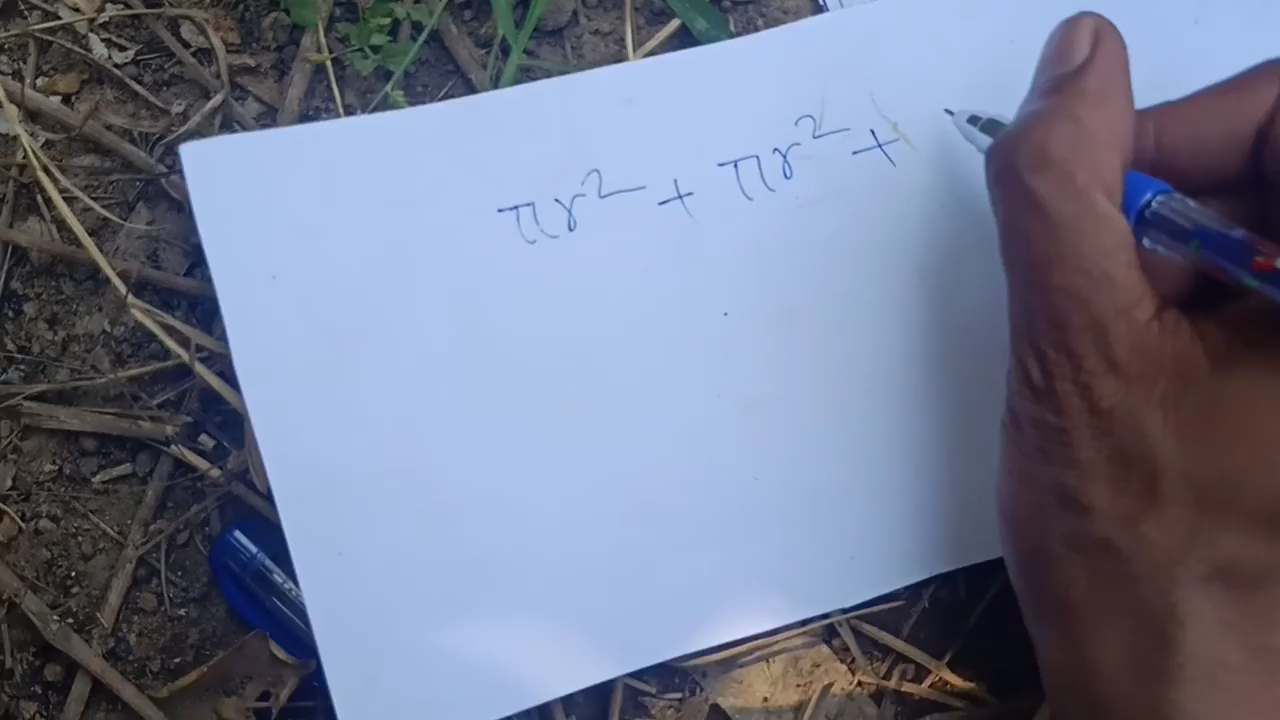 πr² + πr² +